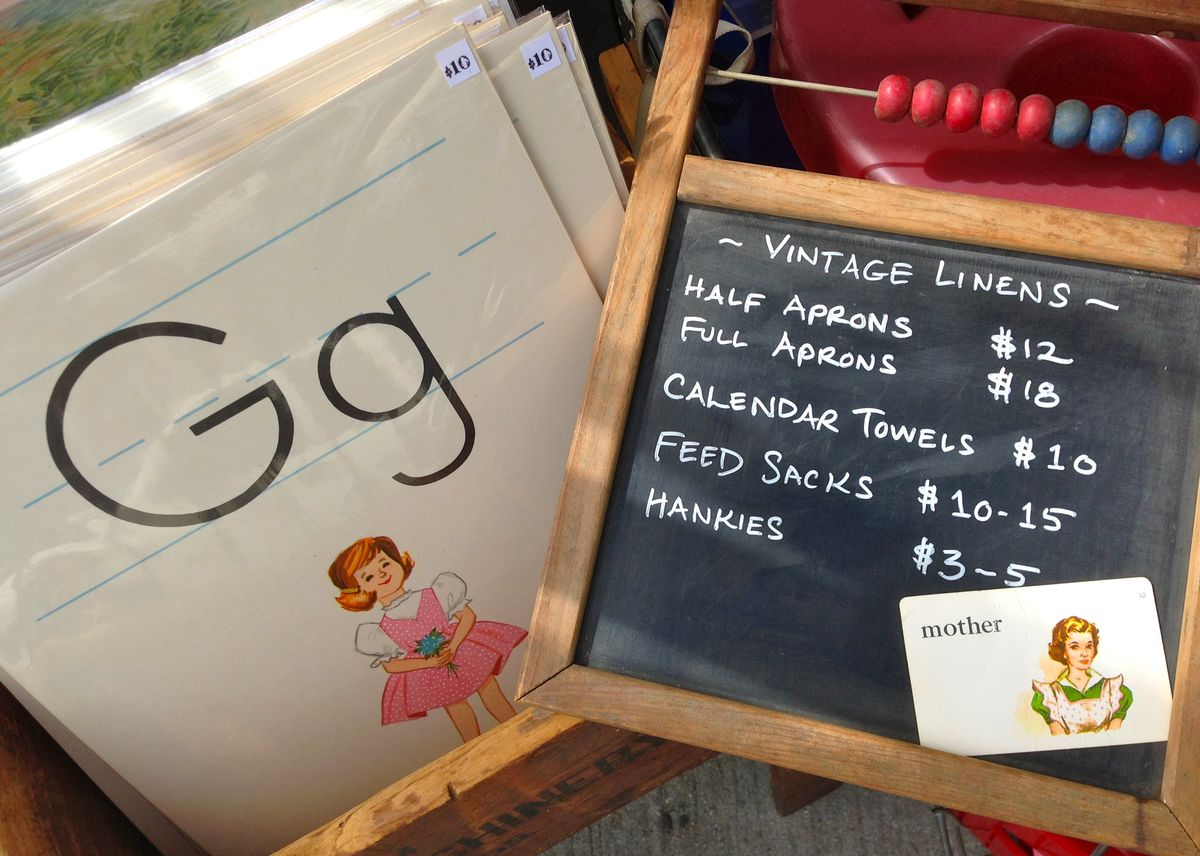 $10
$10
Gg
~ VINTAGE LINENS ~
HALF APRONS $12
FULL APRONS $18
CALENDAR TOWELS $10
FEED SACKS $10-15
HANKIES $3-5
mother
92